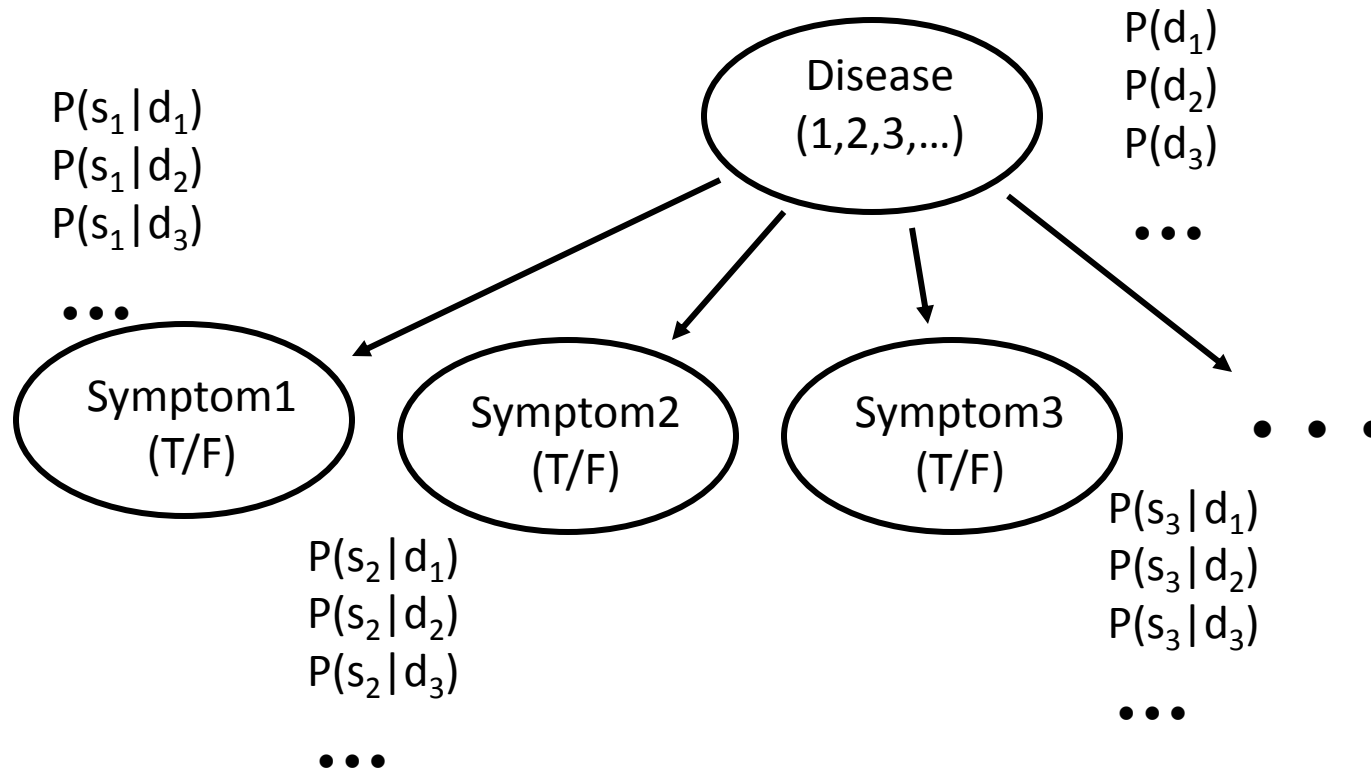 Disease
(1,2,3,…)
P(d₁)
P(d₂)
P(d₃)
•••
P(s₁|d₁)
P(s₁|d₂)
P(s₁|d₃)
•••
Symptom1
(T/F)
Symptom2
(T/F)
Symptom3
(T/F)
• • •
P(s₂|d₁)
P(s₂|d₂)
P(s₂|d₃)
•••
P(s₃|d₁)
P(s₃|d₂)
P(s₃|d₃)
•••